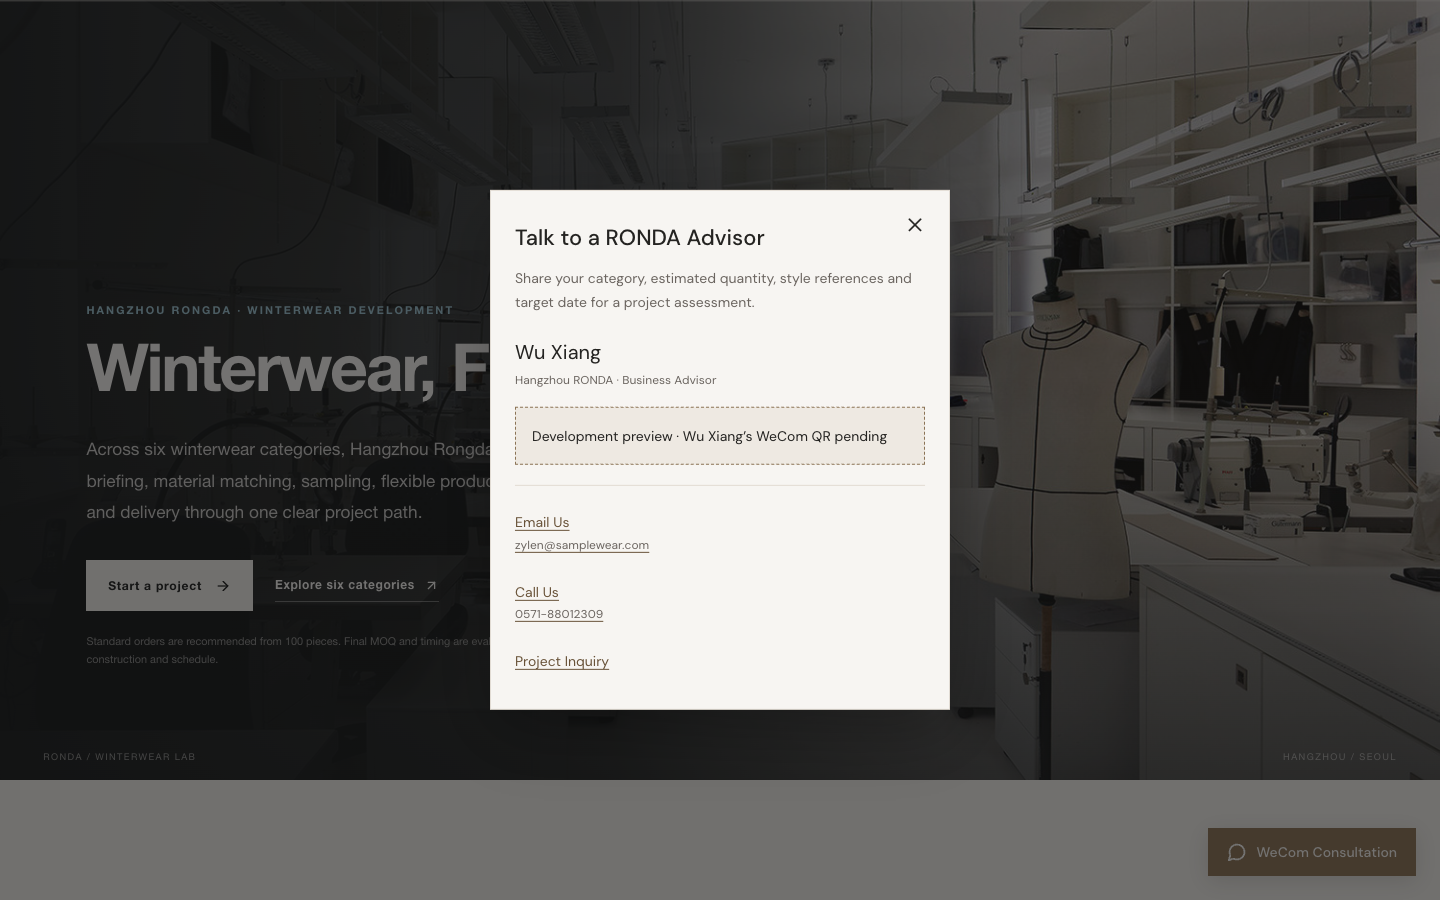 HANGZHOU RONGDA · WINTERWEAR DEVELOPMENT
Winterwear, F
Across six winterwear categories, Hangzhou Rongda
briefing, material matching, sampling, flexible produc
and delivery through one clear project path.
Start a project
Explore six categories
Standard orders are recommended from 100 pieces. Final MOQ and timing are eval
construction and schedule.
Talk to a RONDA Advisor
Share your category, estimated quantity, style references and
target date for a project assessment.
Wu Xiang
Hangzhou RONDA · Business Advisor
Development preview · Wu Xiang’s WeCom QR pending
Email Us
zylen@samplewear.com
Call Us
0571-88012309
Project Inquiry
RONDA / WINTERWEAR LAB
HANGZHOU / SEOUL
WeCom Consultation